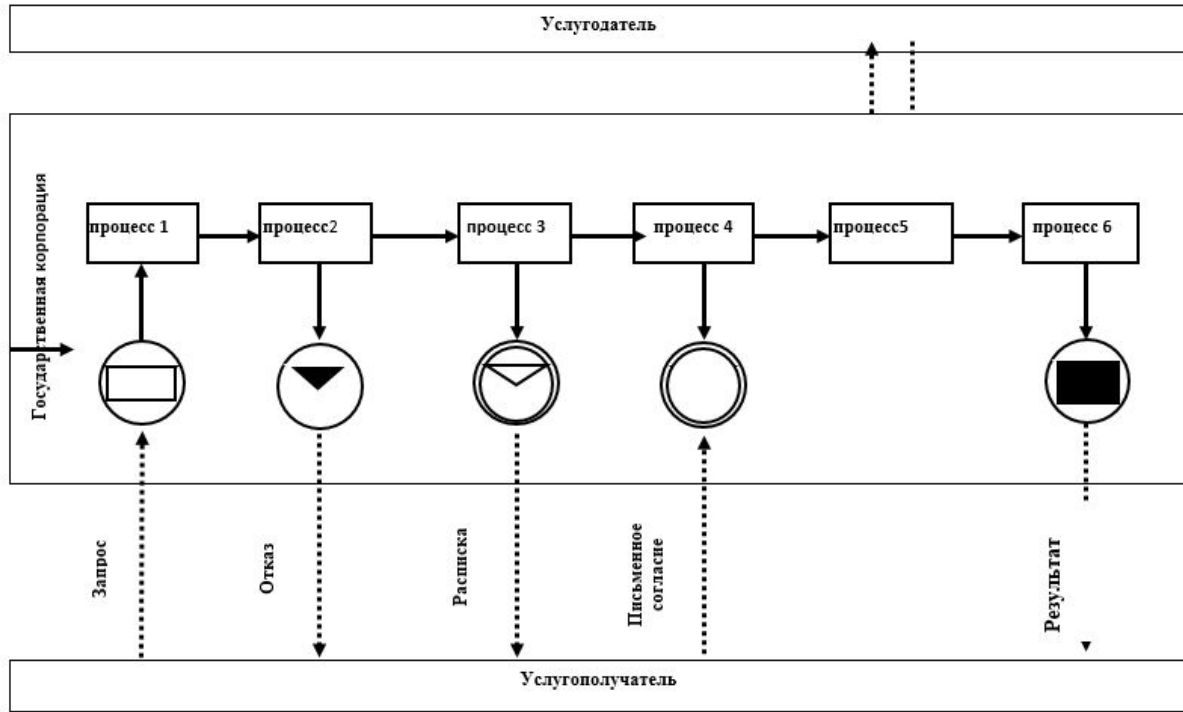 Услугодатель
Государственная корпорация
процесс 1
процесс2
процесс 3
процесс 4
процесс5
процесс 6
Запрос
Отказ
Расписка
Письменное
согласие
Результат
Услугополучатель